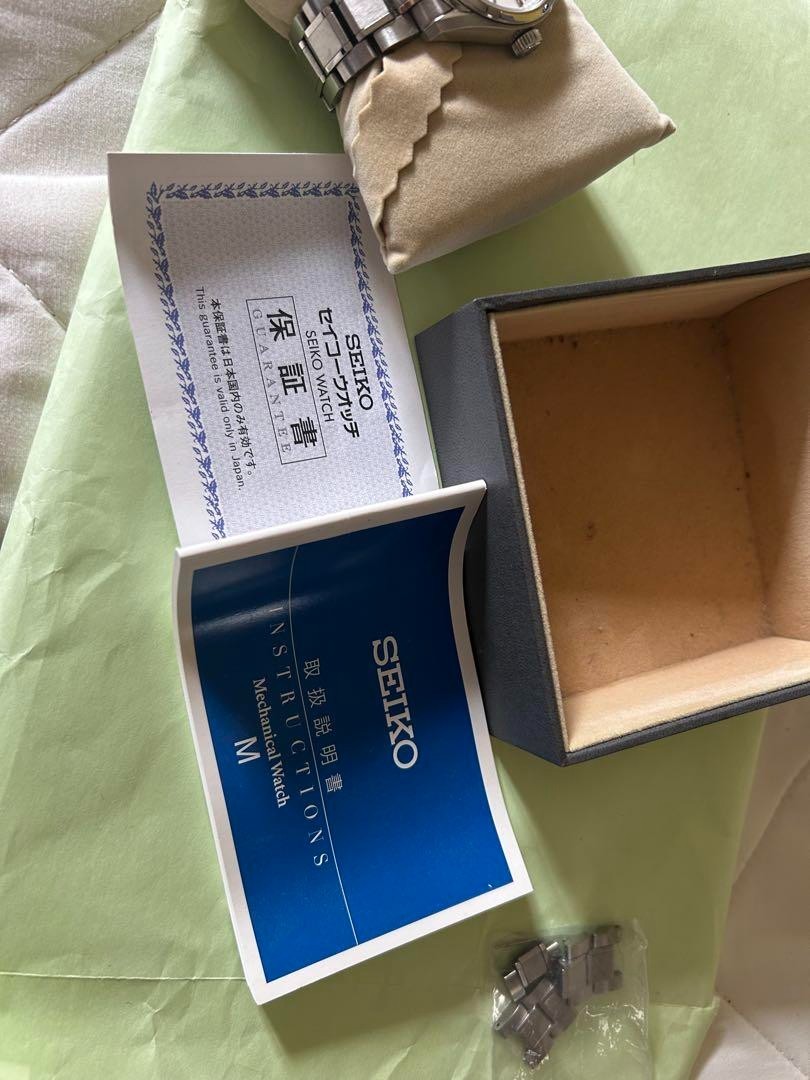 SEIKO
セイコーウオッチ
SEIKO WATCH
保証書
GUARANTEE
本保証書は日本国内のみ有効です。
This guarantee is valid only in Japan.
SEIKO
取扱説明書
INSTRUCTIONS
Mechanical Watch
M